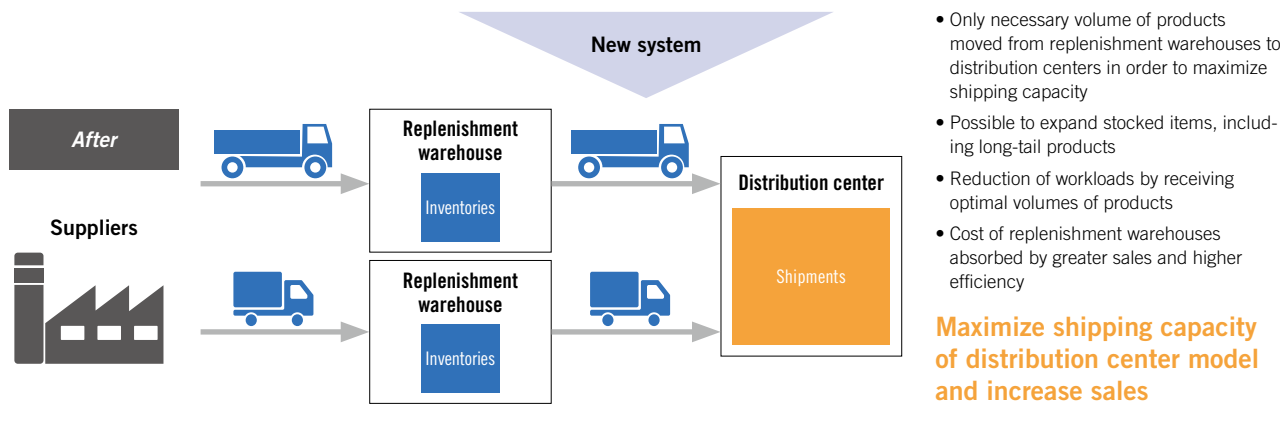 New system
After
Suppliers
Replenishment
warehouse
Inventories
Replenishment
warehouse
Inventories
Distribution center
Shipments
• Only necessary volume of products
moved from replenishment warehouses to
distribution centers in order to maximize
shipping capacity
• Possible to expand stocked items, includ-
ing long-tail products
• Reduction of workloads by receiving
optimal volumes of products
• Cost of replenishment warehouses
absorbed by greater sales and higher
efficiency
Maximize shipping capacity
of distribution center model
and increase sales